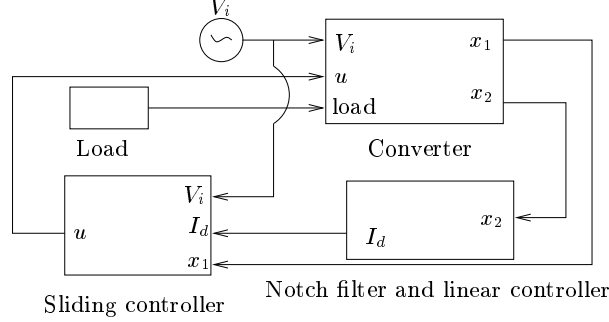 V_i
V_i x_1
u
x_2
load
Load
Converter
V_i
I_d x_2
u
I_d
x_1
Notch filter and linear controller
Sliding controller